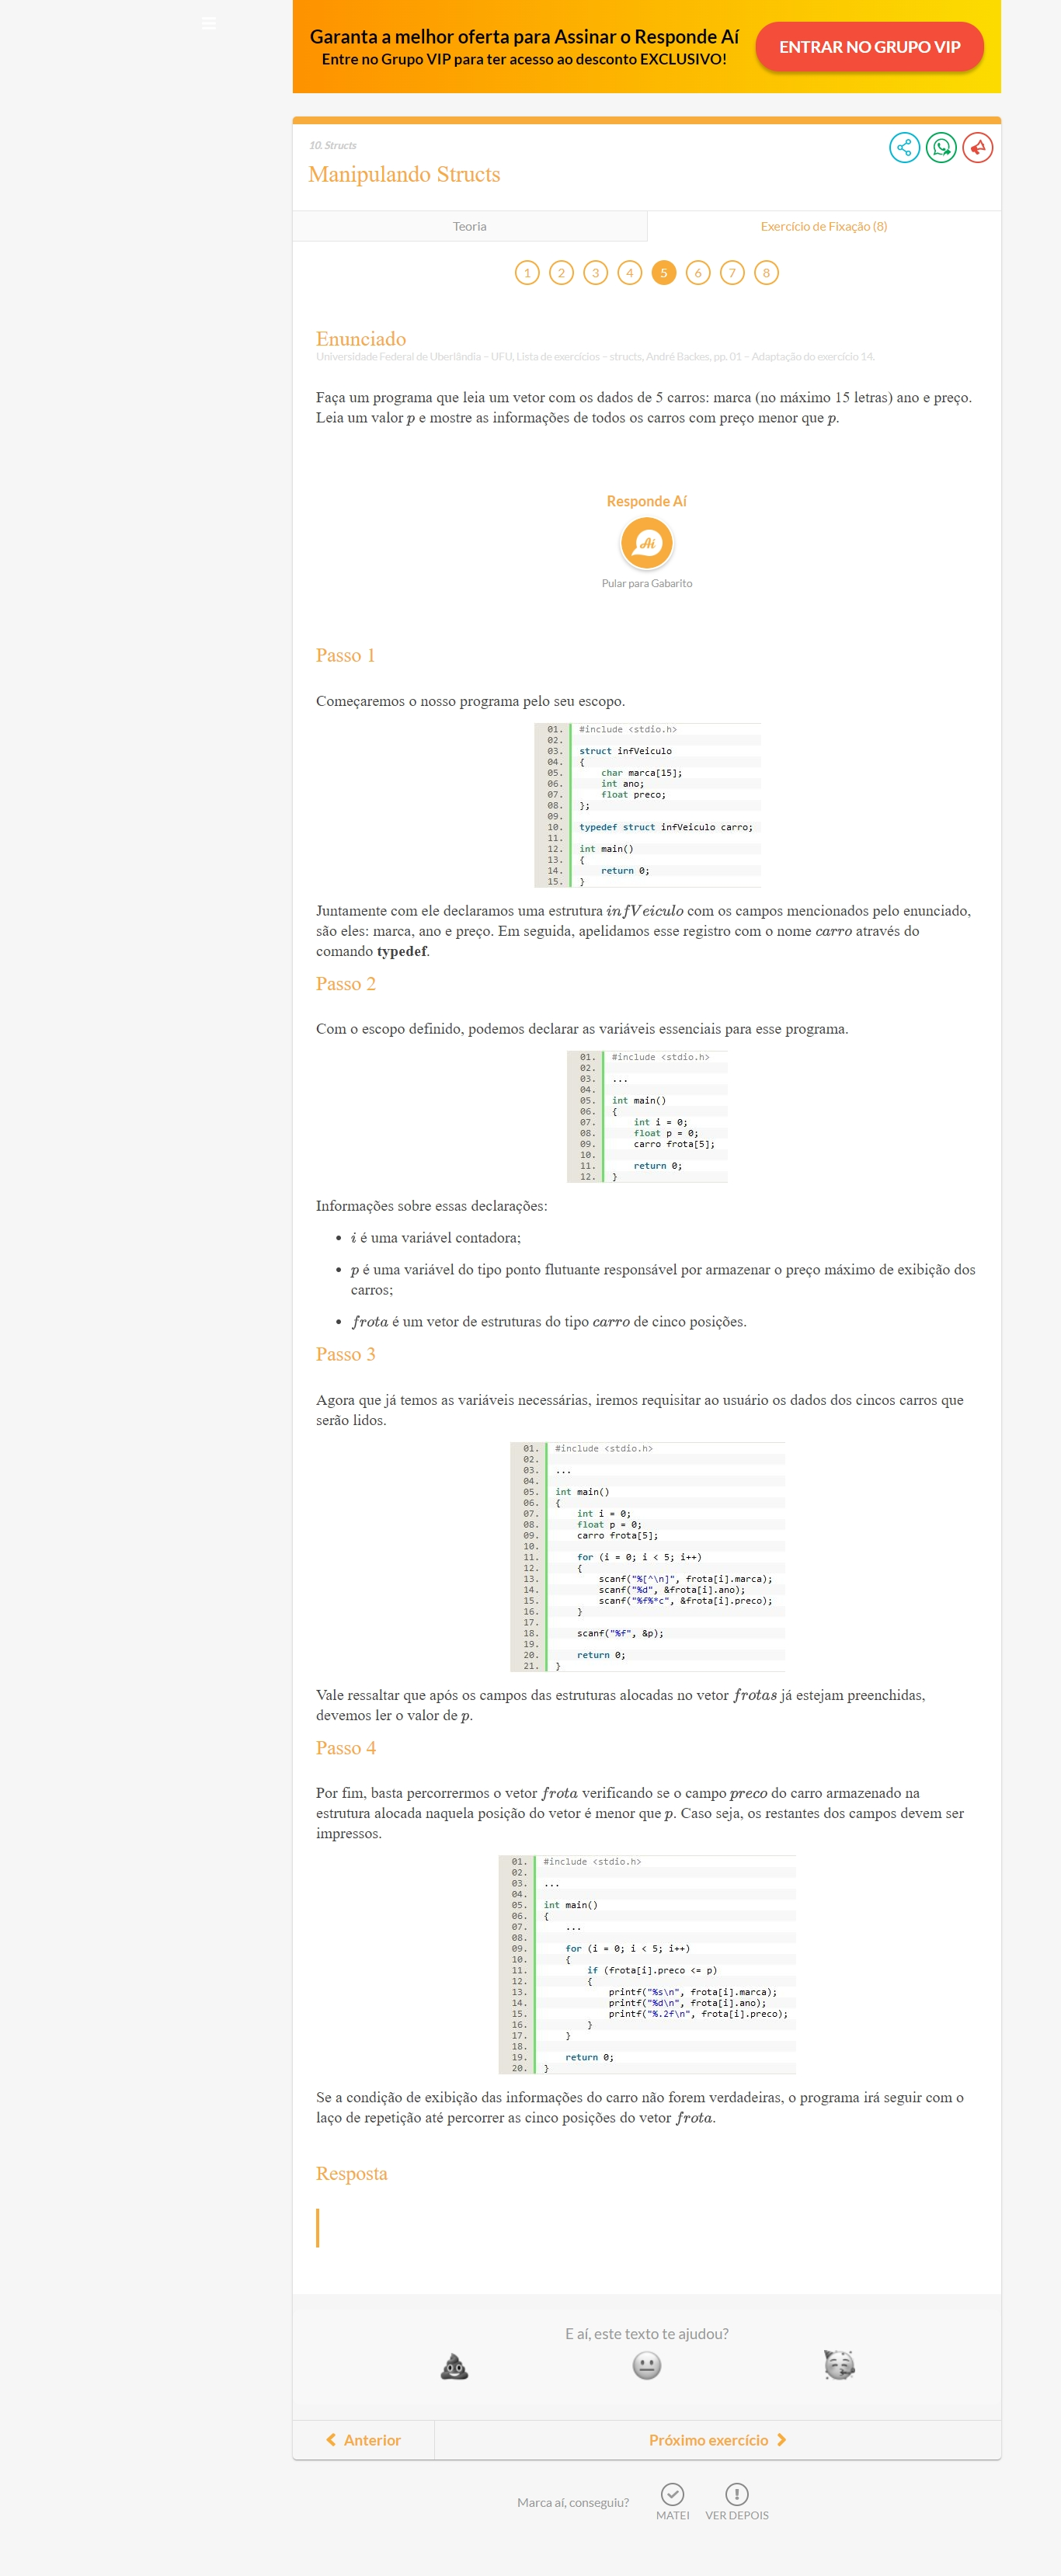 Garanta a melhor oferta para Assinar o Responde Aí
Entre no Grupo VIP para ter acesso ao desconto EXCLUSIVO!
ENTRAR NO GRUPO VIP
10. Structs
Manipulando Structs
Teoria
Exercício de Fixação (8)
1 2 3 4 5 6 7 8
Enunciado
Universidade Federal de Uberlândia – UFU, Lista de exercícios – structs, André Backes, pp. 01 – Adaptação do exercício 14.
Faça um programa que leia um vetor com os dados de 5 carros: marca (no máximo 15 letras) ano e preço.
Leia um valor p e mostre as informações de todos os carros com preço menor que p.
Responde Aí
Ai
Pular para Gabarito
Passo 1
Começaremos o nosso programa pelo seu escopo.
01. #include <stdio.h>
02.
03. struct infVeiculo
04. {
05. char marca[15];
06. int ano;
07. float preco;
08. };
09.
10. typedef struct infVeiculo carro;
11.
12. int main()
13. {
14. return 0;
15. }
Juntamente com ele declaramos uma estrutura infVeiculo com os campos mencionados pelo enunciado,
são eles: marca, ano e preço. Em seguida, apelidamos esse registro com o nome carro através do
comando typedef.
Passo 2
Com o escopo definido, podemos declarar as variáveis essenciais para esse programa.
01. #include <stdio.h>
02.
03. ...
04.
05. int main()
06. {
07. int i = 0;
08. float p = 0;
09. carro frota[5];
10.
11. return 0;
12. }
Informações sobre essas declarações:
• i é uma variável contadora;
• p é uma variável do tipo ponto flutuante responsável por armazenar o preço máximo de exibição dos
carros;
• frota é um vetor de estruturas do tipo carro de cinco posições.
Passo 3
Agora que já temos as variáveis necessárias, iremos requisitar ao usuário os dados dos cincos carros que
serão lidos.
01. #include <stdio.h>
02.
03. ...
04.
05. int main()
06. {
07. int i = 0;
08. float p = 0;
09. carro frota[5];
10.
11. for (i = 0; i < 5; i++)
12. {
13. scanf("%[^\n]", frota[i].marca);
14. scanf("%d", &frota[i].ano);
15. scanf("%f%*c", &frota[i].preco);
16. }
17.
18. scanf("%f", &p);
19.
20. return 0;
21. }
Vale ressaltar que após os campos das estruturas alocadas no vetor frotas já estejam preenchidas,
devemos ler o valor de p.
Passo 4
Por fim, basta percorrermos o vetor frota verificando se o campo preco do carro armazenado na
estrutura alocada naquela posição do vetor é menor que p. Caso seja, os restantes dos campos devem ser
impressos.
01. #include <stdio.h>
02.
03. ...
04.
05. int main()
06. {
07. ...
08.
09. for (i = 0; i < 5; i++)
10. {
11. if (frota[i].preco <= p)
12. {
13. printf("%s\n", frota[i].marca);
14. printf("%d\n", frota[i].ano);
15. printf("%.2f\n", frota[i].preco);
16. }
17. }
18.
19. return 0;
20. }
Se a condição de exibição das informações do carro não forem verdadeiras, o programa irá seguir com o
laço de repetição até percorrer as cinco posições do vetor frota.
Resposta
E aí, este texto te ajudou?
Anterior
Próximo exercício
Marca aí, conseguiu?
MATEI
VER DEPOIS